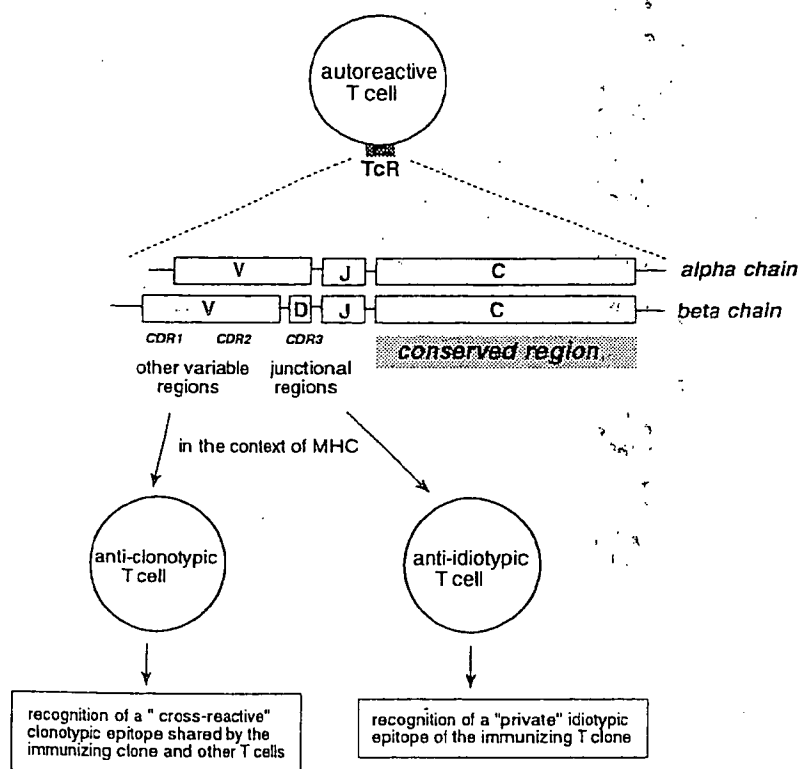 autoreactive
T cell
TcR
V J C alpha chain
V D J C beta chain
CDR1 CDR2 CDR3
conserved region.
other variable
regions
junctional
regions
in the context of MHC
anti-clonotypic
T cell
anti-idiotypic
T cell
recognition of a " cross-reactive"
clonotypic epitope shared by the
immunizing clone and other T cells
recognition of a "private" idiotypic
epitope of the immunizing T clone